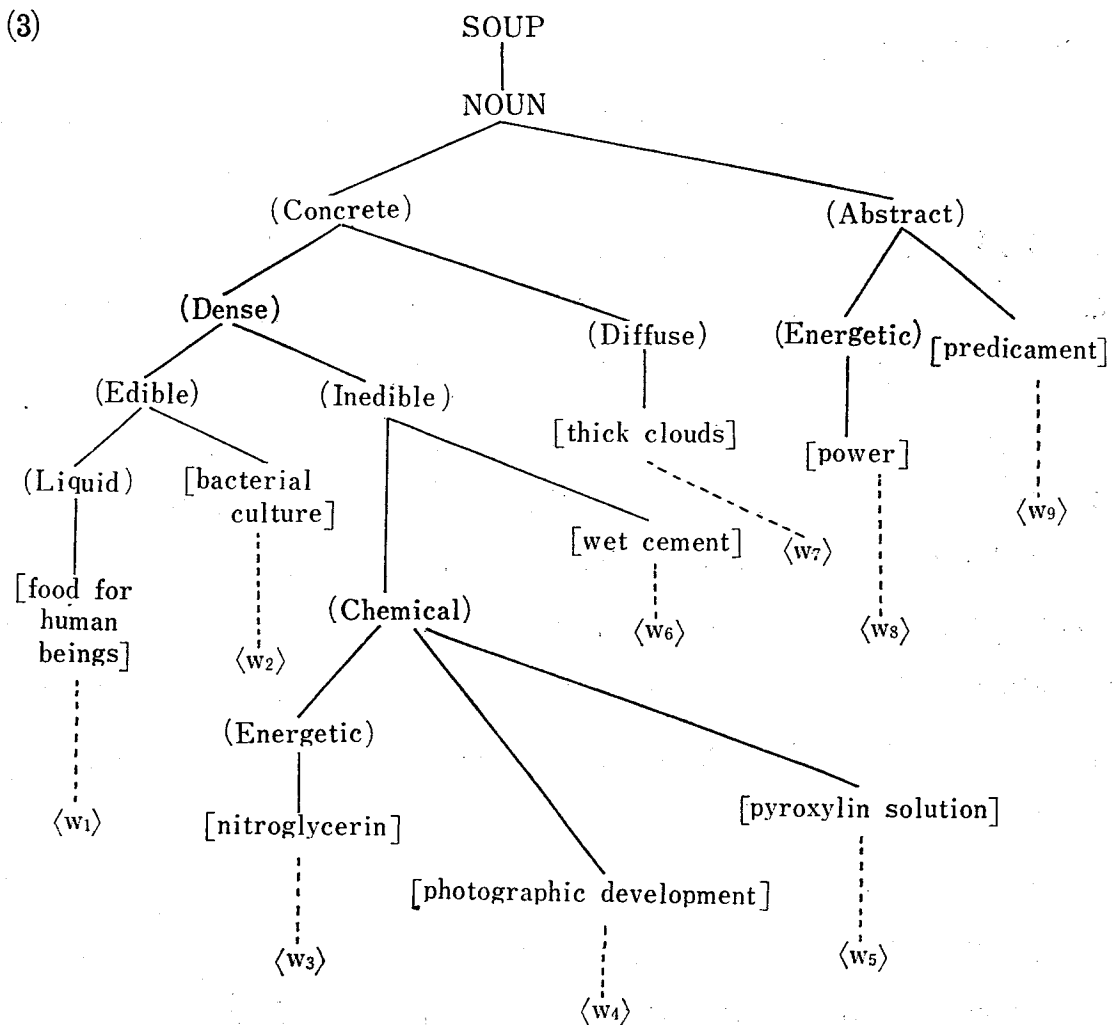 (3)
SOUP
NOUN
(Concrete)
(Abstract)
(Dense)
(Diffuse)
(Energetic)
[predicament]
(Edible)
(Inedible)
[thick clouds]
[power]
(Liquid)
[bacterial
culture]
[wet cement]
⟨w7⟩
⟨w9⟩
[food for
human
beings]
(Chemical)
⟨w2⟩
⟨w6⟩
⟨w8⟩
(Energetic)
[pyroxylin solution]
⟨w1⟩
[nitroglycerin]
[photographic development]
⟨w3⟩
⟨w5⟩
⟨w4⟩